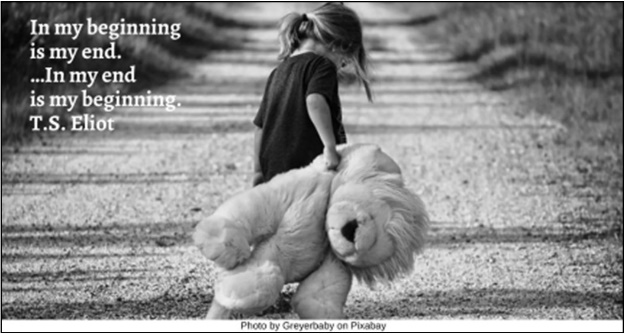 In my beginning
is my end.
...In my end
is my beginning.
T.S. Eliot
Photo by Greyerbaby on Pixabay